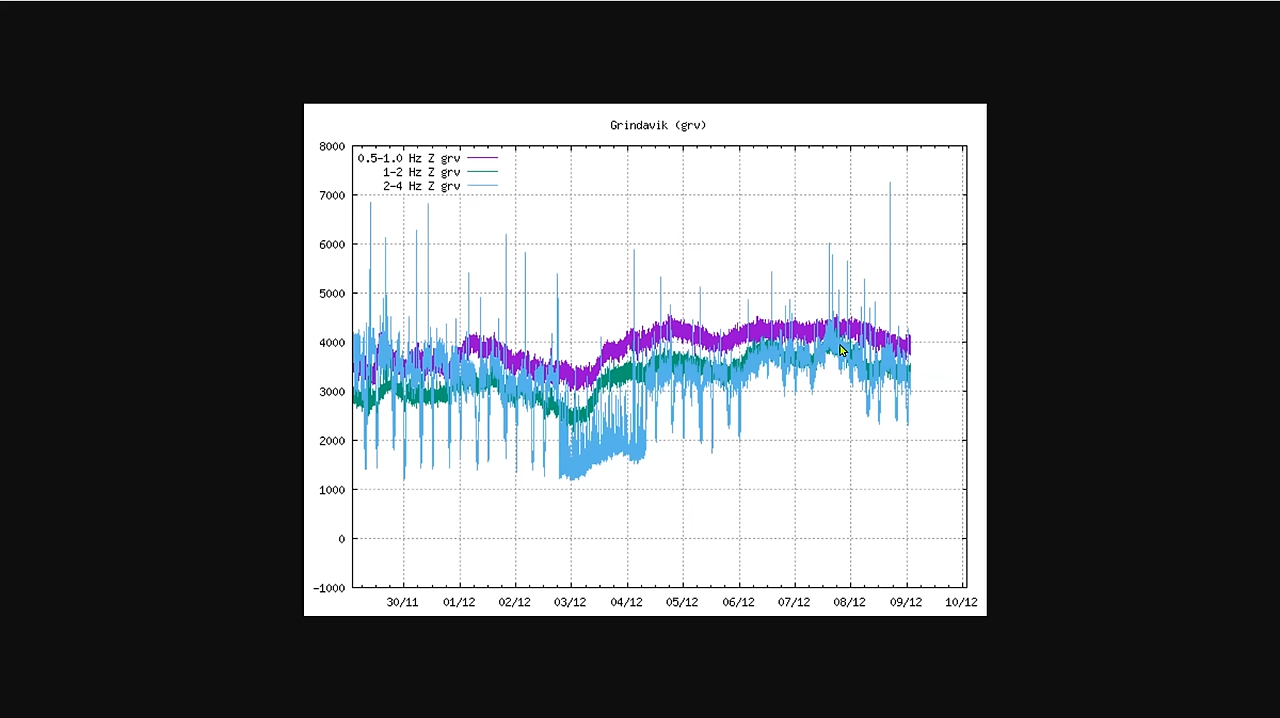 Grindavik (grv)
8000
0.5-1.0 Hz Z grv
1-2 Hz Z grv
2-4 Hz Z grv
7000
6000
5000
4000
3000
2000
1000
0
-1000
30/11 01/12 02/12 03/12 04/12 05/12 06/12 07/12 08/12 09/12 10/12